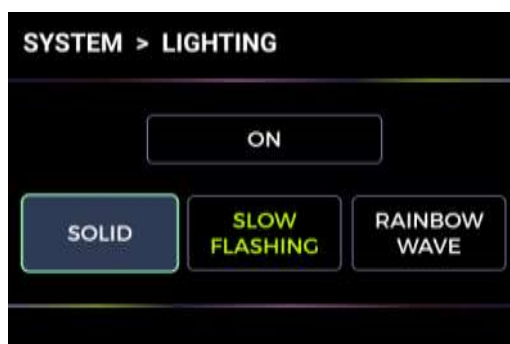 SYSTEM > LIGHTING
ON
SOLID
SLOW
FLASHING
RAINBOW
WAVE